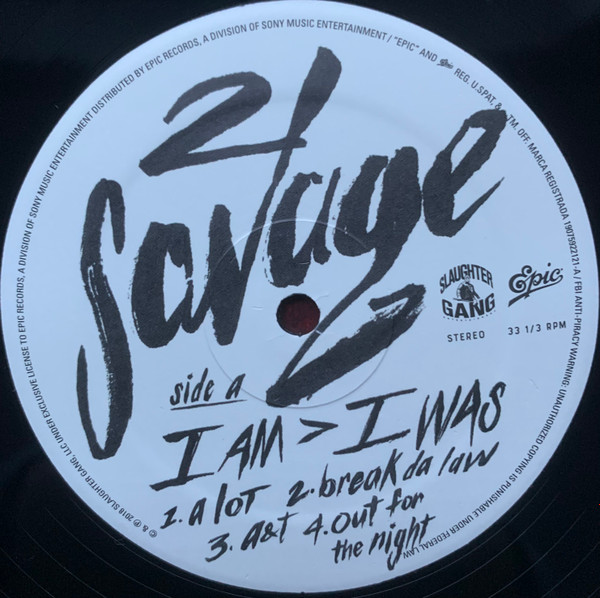 21
Savage
side a
I AM > I WAS
1. a lot 2. break da law
3. a&t 4. out for
the night
SLAUGHTER
GANG
Epic
STEREO 33 1/3 RPM
© & ℗ 2018 SLAUGHTER GANG, LLC UNDER EXCLUSIVE LICENSE TO EPIC RECORDS, A DIVISION OF SONY MUSIC ENTERTAINMENT DISTRIBUTED BY EPIC RECORDS, A DIVISION OF SONY MUSIC ENTERTAINMENT / "EPIC" AND Epic REG. U.S.PAT. & TM. OFF. MARCA REGISTRADA 19075922121-A / FBI ANTI-PIRACY WARNING: UNAUTHORIZED COPYING IS PUNISHABLE UNDER FEDERAL LAW